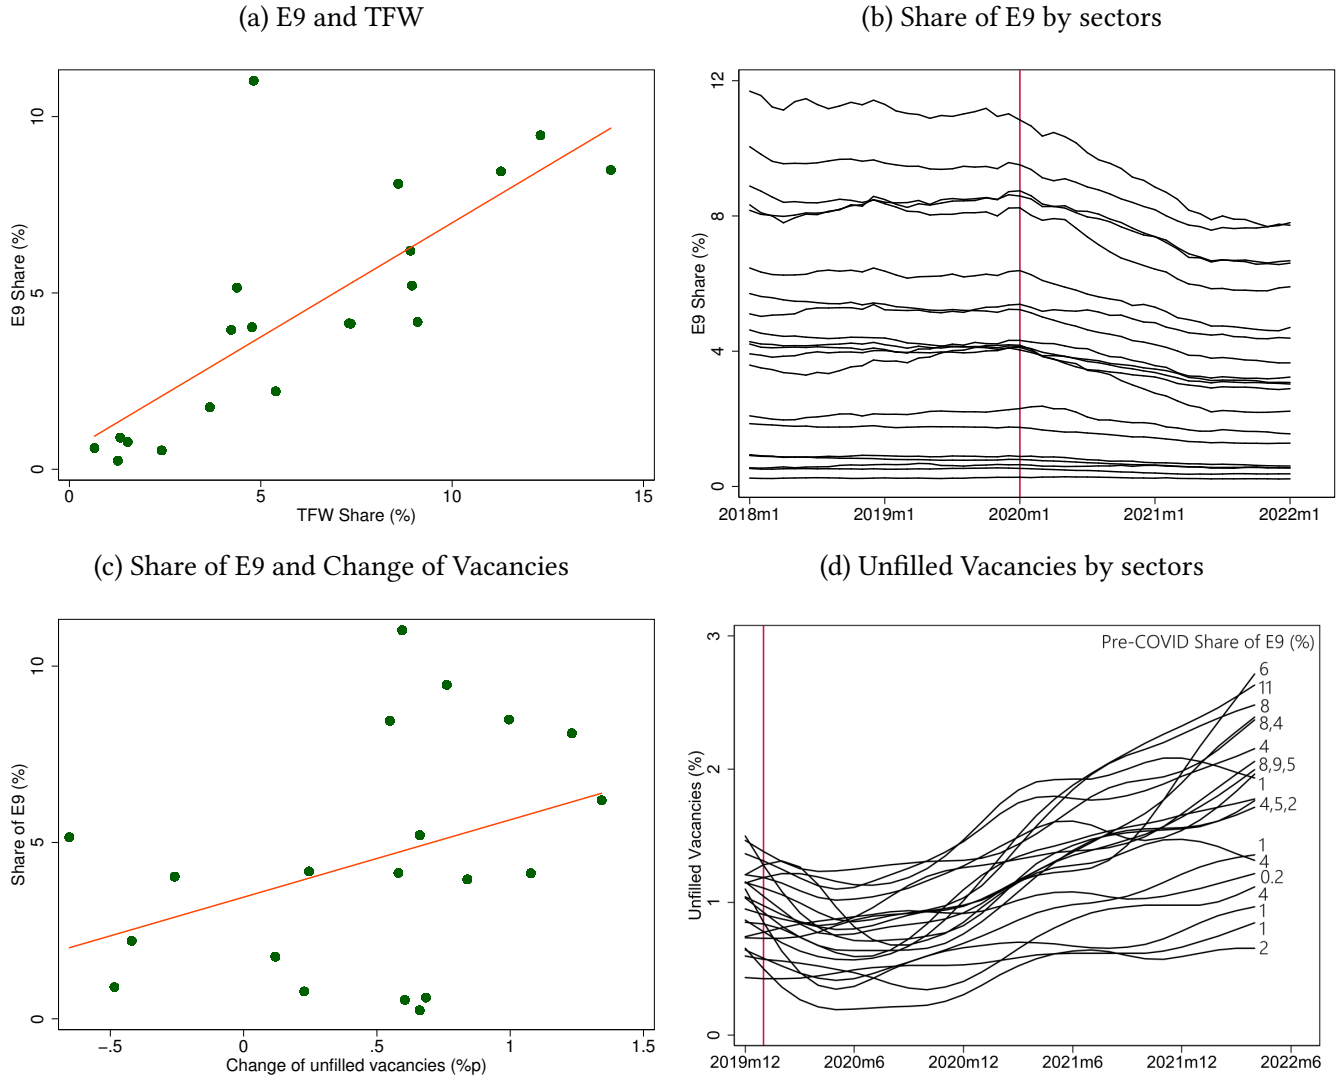 (a) E9 and TFW
(b) Share of E9 by sectors
E9 Share (%)
10
5
0
0 5 10 15
TFW Share (%)
E9 Share (%)
12
8
4
0
2018m1 2019m1 2020m1 2021m1 2022m1
(c) Share of E9 and Change of Vacancies
(d) Unfilled Vacancies by sectors
Share of E9 (%)
10
5
0
-.5 0 .5 1 1.5
Change of unfilled vacancies (%p)
Unfilled Vacancies (%)
3
2
1
0
Pre-COVID Share of E9 (%)
6
11
8
8,4
4
8,9,5
1
4,5,2
1
4
0.2
4
1
1
2
2019m12 2020m6 2020m12 2021m6 2021m12 2022m6